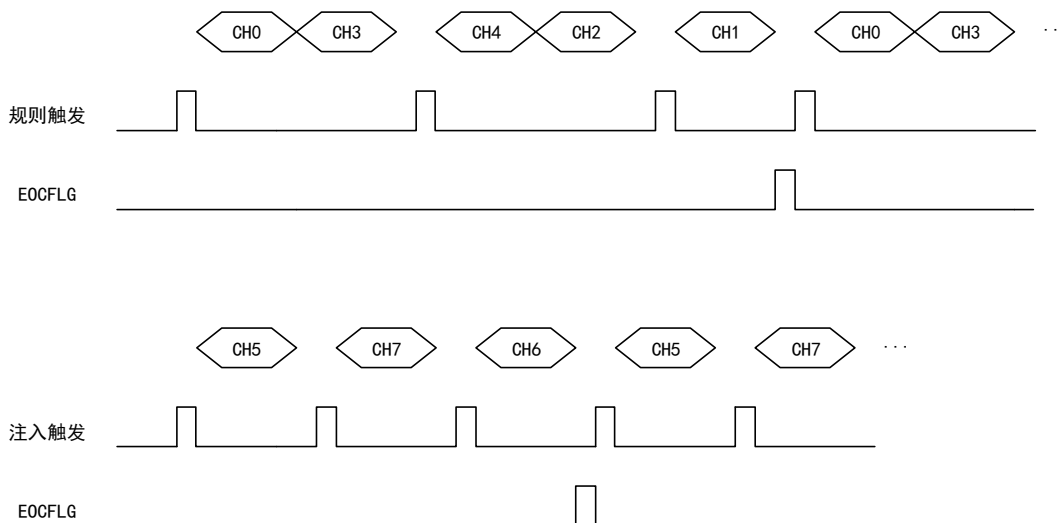 CH0 CH3 CH4 CH2 CH1 CH0 CH3 ··
规则触发
EOCFLG
CH5 CH7 CH6 CH5 CH7 ···
注入触发
EOCFLG